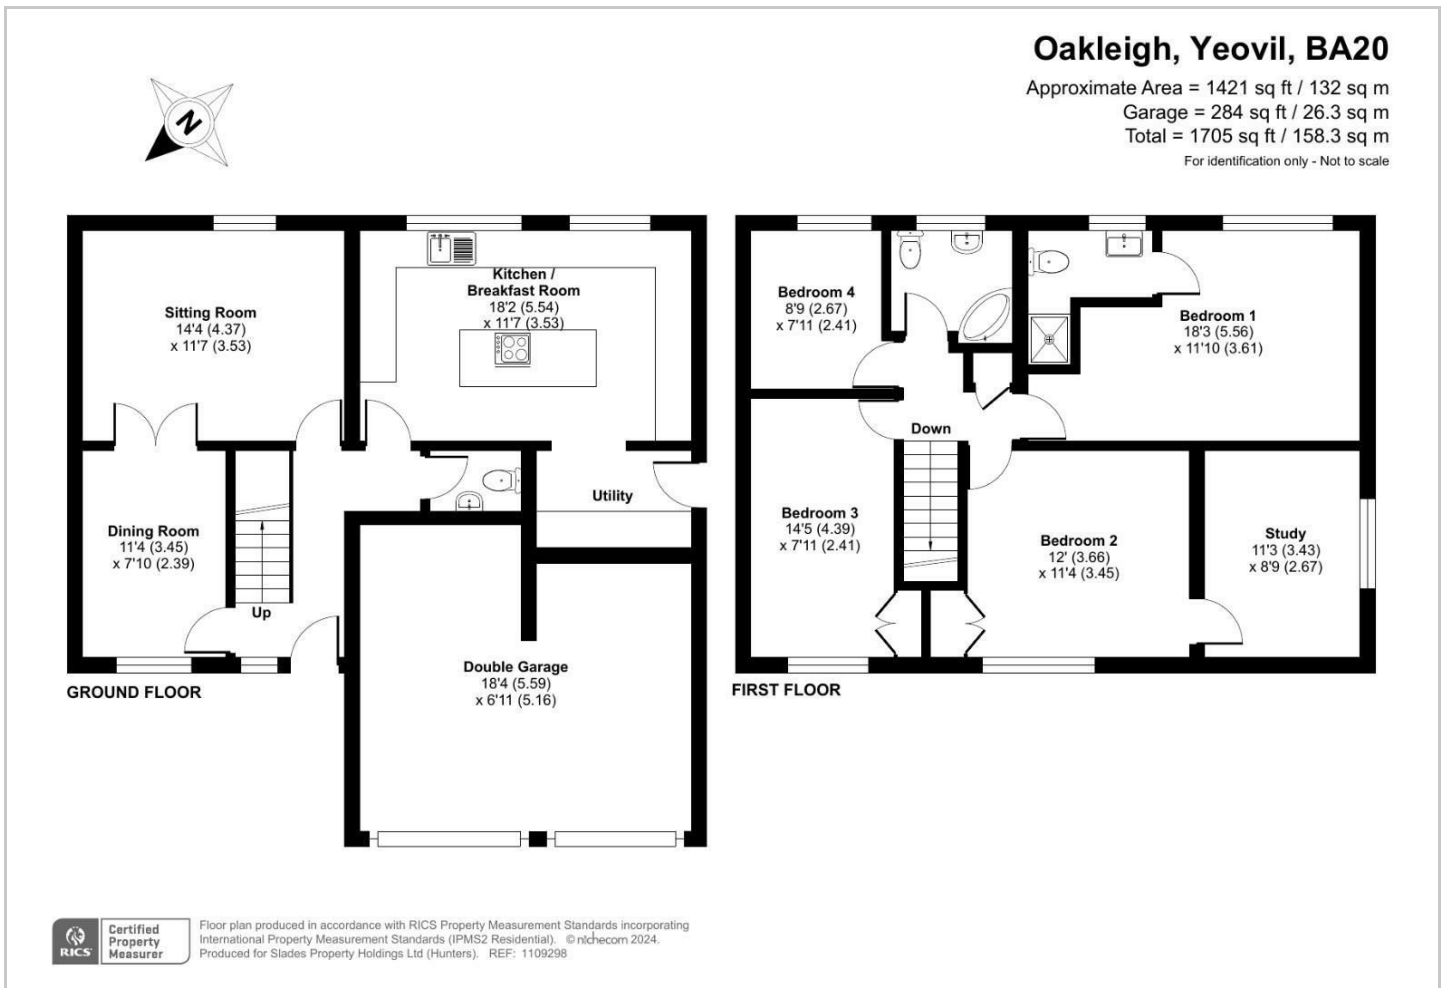 Oakleigh, Yeovil, BA20
Approximate Area = 1421 sq ft / 132 sq m
Garage = 284 sq ft / 26.3 sq m
Total = 1705 sq ft / 158.3 sq m
For identification only - Not to scale
N
Sitting Room
14'4 (4.37)
x 11'7 (3.53)
Kitchen /
Breakfast Room
18'2 (5.54)
x 11'7 (3.53)
Dining Room
11'4 (3.45)
x 7'10 (2.39)
Up
Utility
Double Garage
18'4 (5.59)
x 6'11 (5.16)
GROUND FLOOR
Bedroom 4
8'9 (2.67)
x 7'11 (2.41)
Bedroom 1
18'3 (5.56)
x 11'10 (3.61)
Down
Bedroom 3
14'5 (4.39)
x 7'11 (2.41)
Bedroom 2
12' (3.66)
x 11'4 (3.45)
Study
11'3 (3.43)
x 8'9 (2.67)
FIRST FLOOR
RICS
Certified
Property
Measurer
Floor plan produced in accordance with RICS Property Measurement Standards incorporating
International Property Measurement Standards (IPMS2 Residential). © nichecom 2024.
Produced for Slades Property Holdings Ltd (Hunters). REF: 1109298